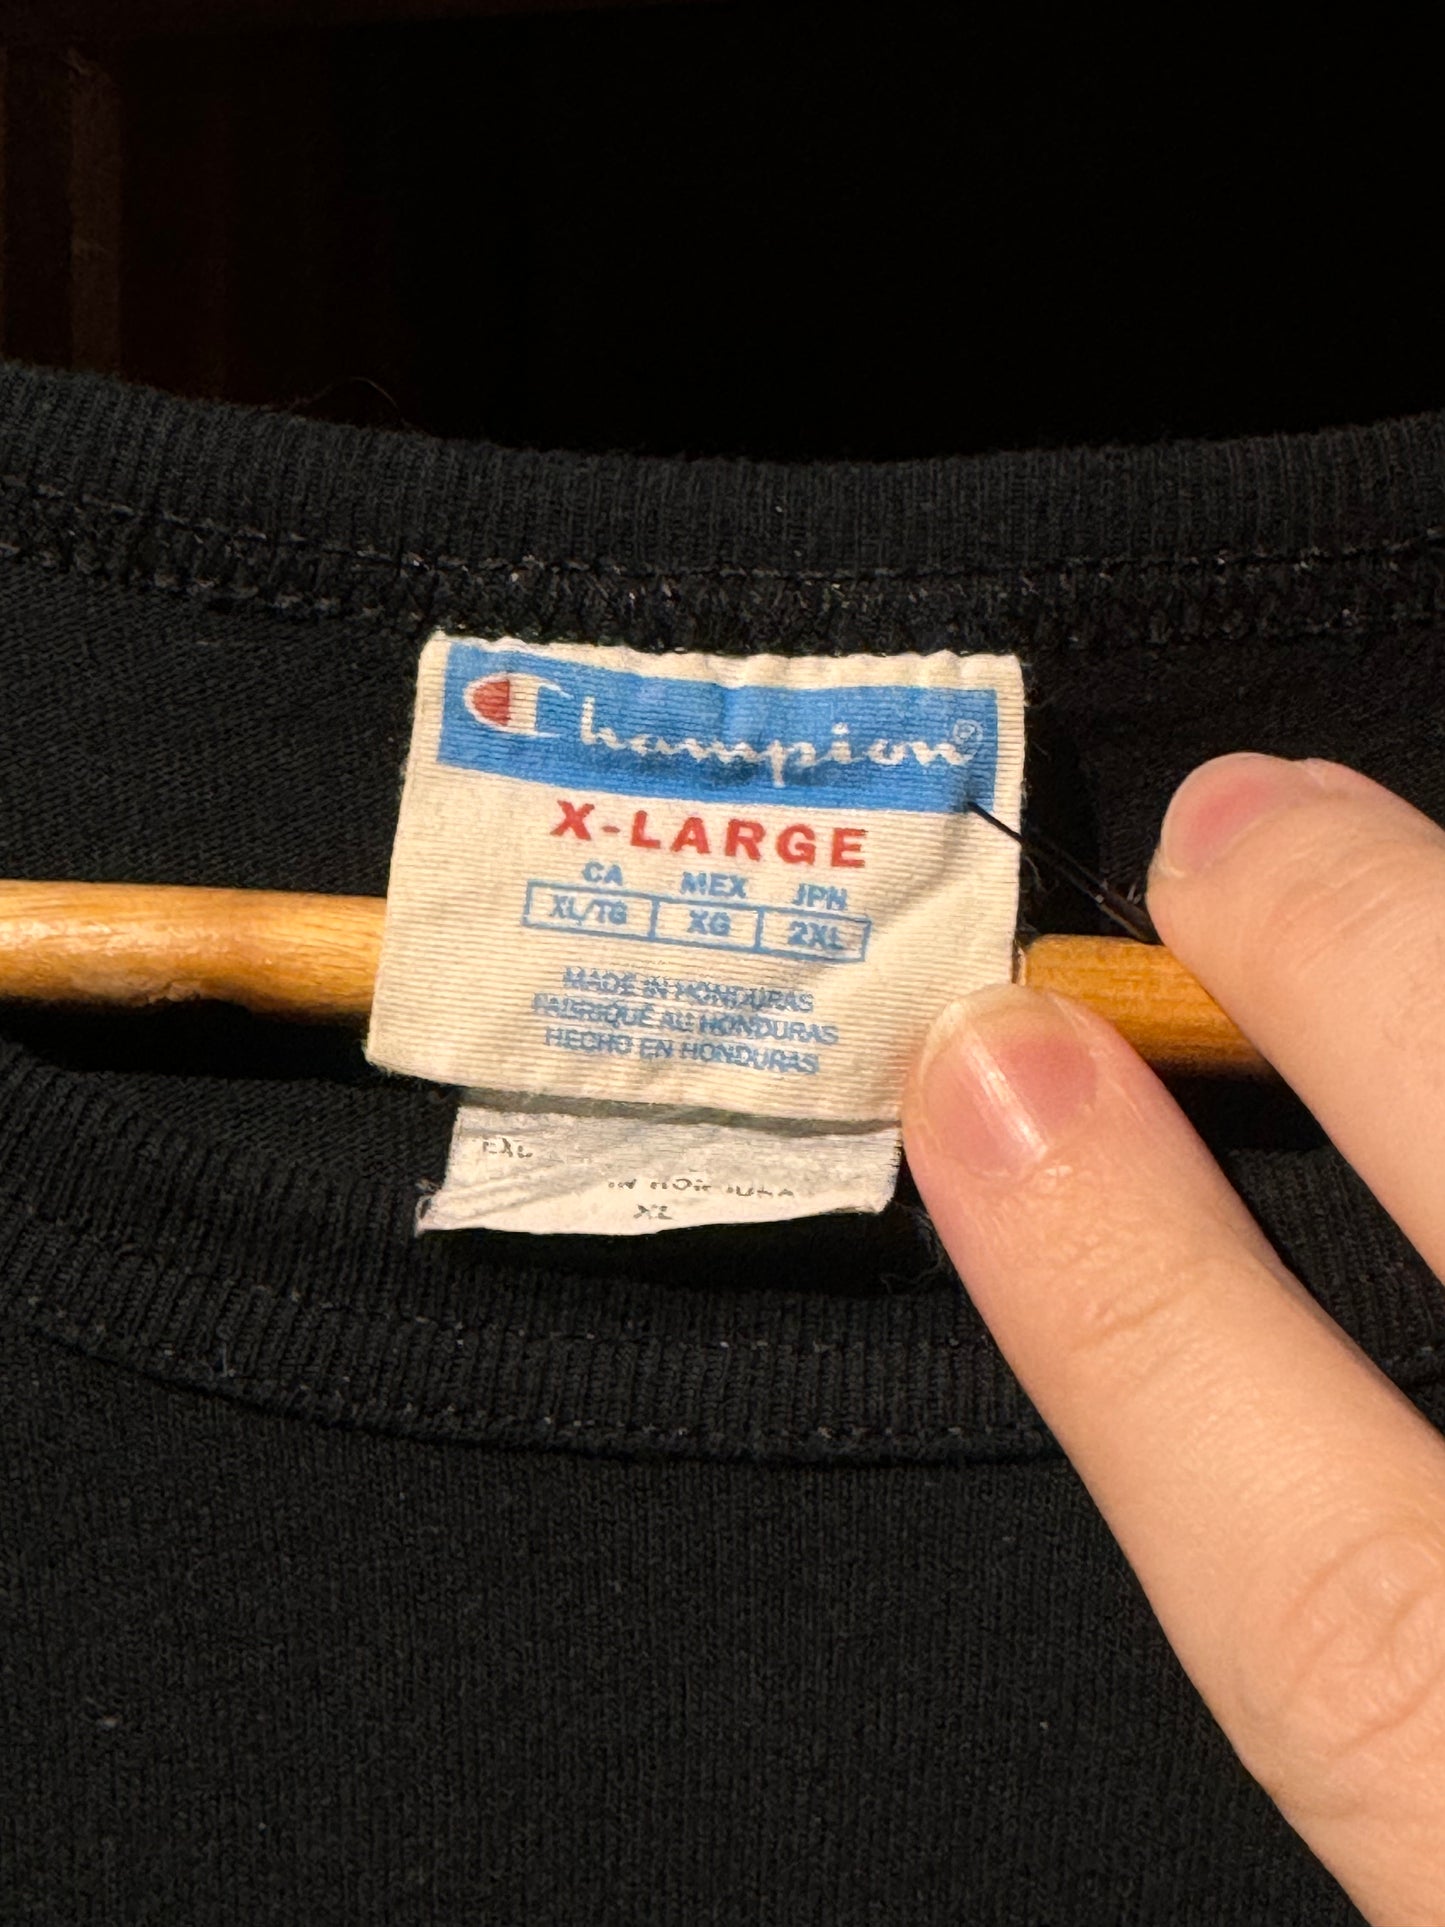 Champion®
X-LARGE
CA MEX JPN
XL/TG XG 2XL
MADE IN HONDURAS
FABRIQUÉ AU HONDURAS
HECHO EN HONDURAS
XL